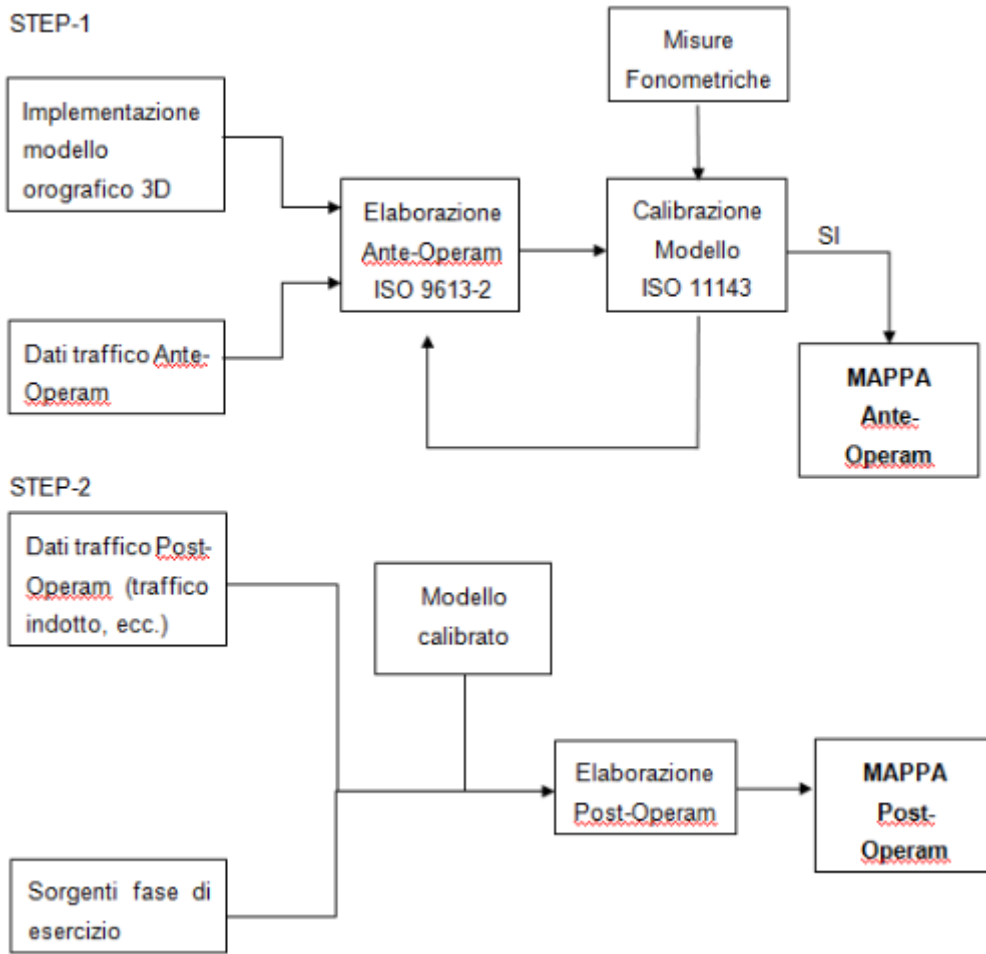 STEP-1
Misure
Fonometriche
Implementazione
modello
orografico 3D
Elaborazione
Ante-Operam
ISO 9613-2
Calibrazione
Modello
ISO 11143
SI
Dati traffico Ante-
Operam
MAPPA
Ante-
Operam
STEP-2
Dati traffico Post-
Operam (traffico
indotto, ecc.)
Modello
calibrato
Elaborazione
Post-Operam
MAPPA
Post-
Operam
Sorgenti fase di
esercizio